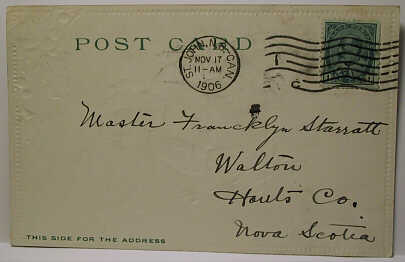 POST CARD
ST. JOHN, N.B. CAN.
NOV 17
11-AM
1906
Master Francklyn Starratt
Walton
Hants Co.
Nova Scotia
THIS SIDE FOR THE ADDRESS